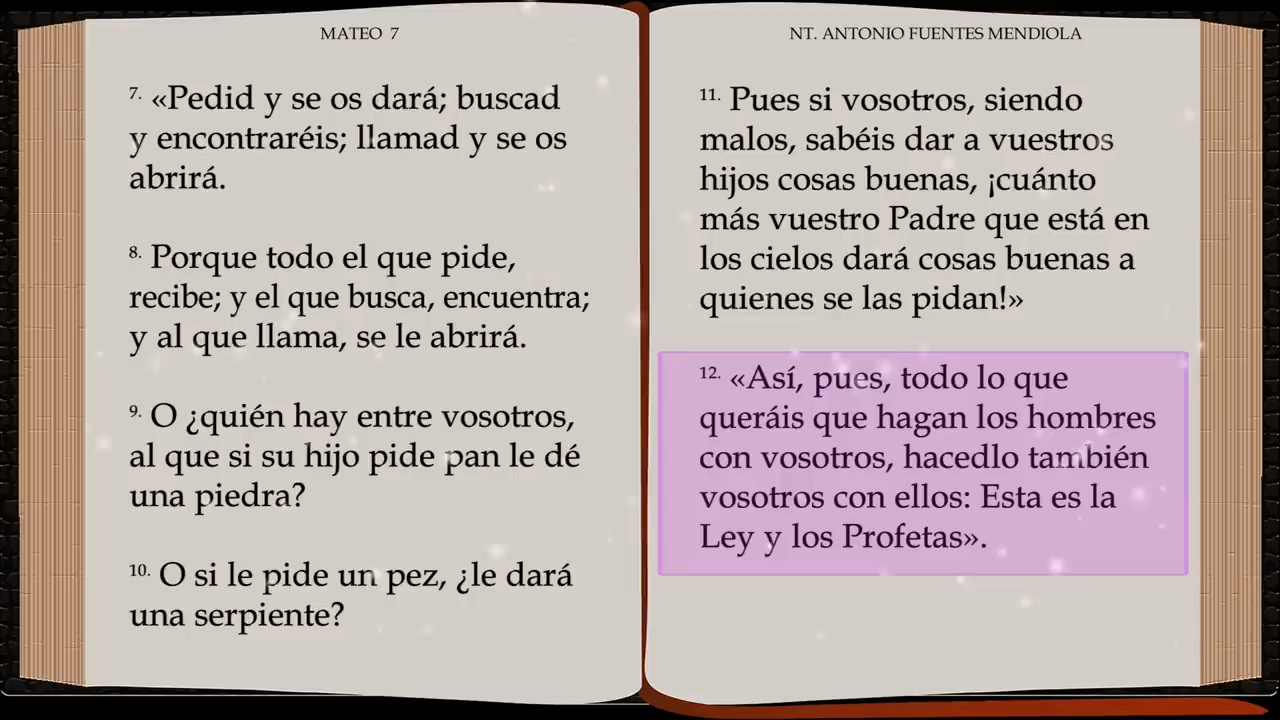 MATEO 7
7. «Pedid y se os dará; buscad
y encontraréis; llamad y se os
abrirá.
8. Porque todo el que pide,
recibe; y el que busca, encuentra;
y al que llama, se le abrirá.
9. O ¿quién hay entre vosotros,
al que si su hijo pide pan le dé
una piedra?
10. O si le pide un pez, ¿le dará
una serpiente?
NT. ANTONIO FUENTES MENDIOLA
11. Pues si vosotros, siendo
malos, sabéis dar a vuestros
hijos cosas buenas, ¡cuánto
más vuestro Padre que está en
los cielos dará cosas buenas a
quienes se las pidan!»
12. «Así, pues, todo lo que
queráis que hagan los hombres
con vosotros, hacedlo también
vosotros con ellos: Esta es la
Ley y los Profetas».